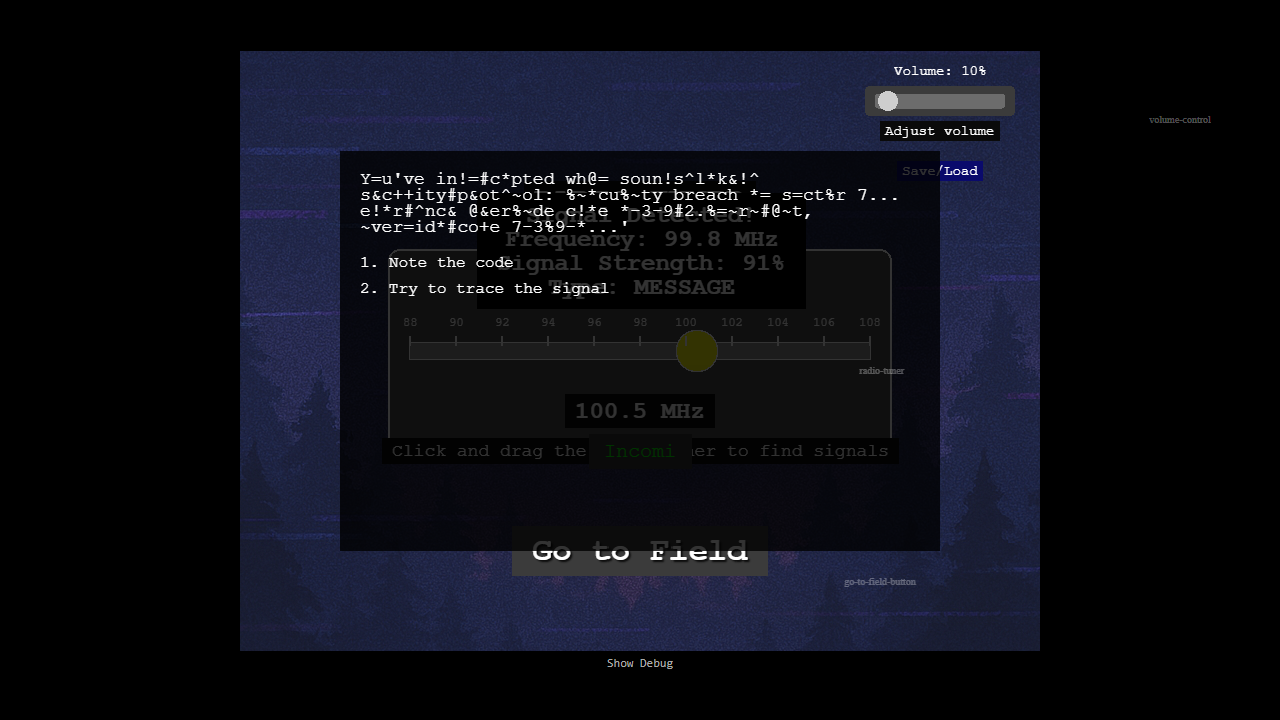 Volume: 10%
volume-control
Adjust volume
Save/Load
Y=u've in!=#c*pted wh@= soun!s^l*k&!^
s&c++ity#p&ot^~ol: %~*cu%~ty breach *= s=ct%r 7...
e!*r#^nc& @&er%~de c!*e *~3-9#2.%=~r~#@~t,
~ver=id*#co+e 7-3%9-*...'
Signal Detected!
Frequency: 99.8 MHz
Signal Strength: 91%
Type: MESSAGE
1. Note the code
2. Try to trace the signal
88 90 92 94 96 98 100 102 104 106 108
radio-tuner
100.5 MHz
Click and drag the
Incomi
to find signals
Go to Field
go-to-field-button
Show Debug